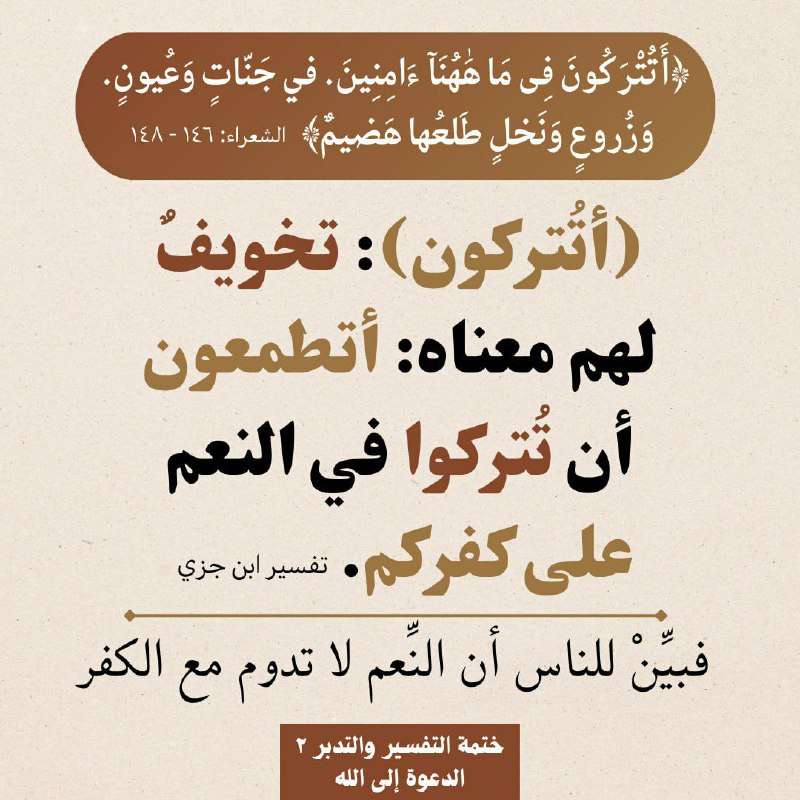 ﴿أَتُتْرَكُونَ فِى مَا هَٰهُنَآ ءَامِنِينَ. في جَنّاتٍ وَعُيونٍ.
وَزُروعٍ وَنَخلٍ طَلعُها هَضيمٌ﴾ الشعراء: ١٤٦ - ١٤٨
(أتُتركون): تخويفٌ
لهم معناه: أتطمعون
أن تُتركوا في النعم
على كفركم. تفسير ابن جزي
فبيِّنْ للناس أن النِّعم لا تدوم مع الكفر
ختمة التفسير والتدبر ٢
الدعوة إلى الله